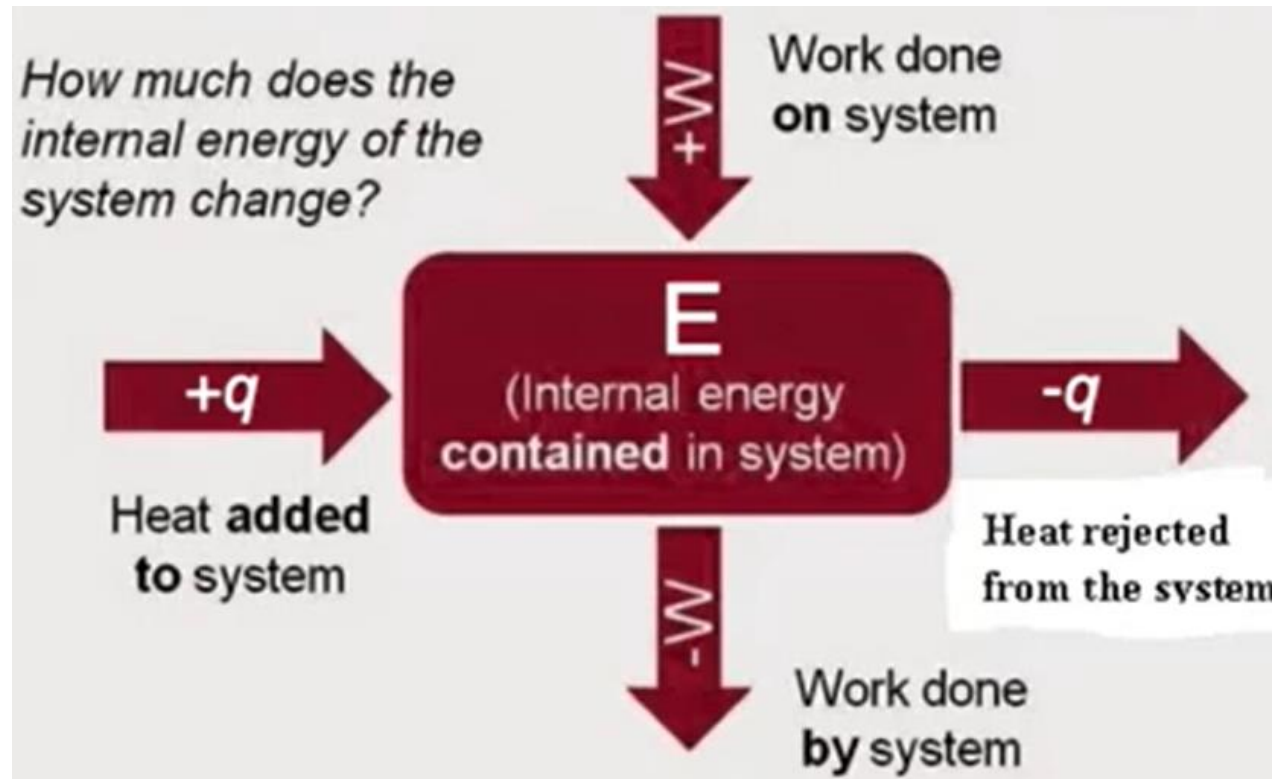 How much does the
internal energy of the
system change?
+W
Work done
on system
+q
E
(Internal energy
contained in system)
-q
Heat added
to system
Heat rejected
from the system
-W
Work done
by system